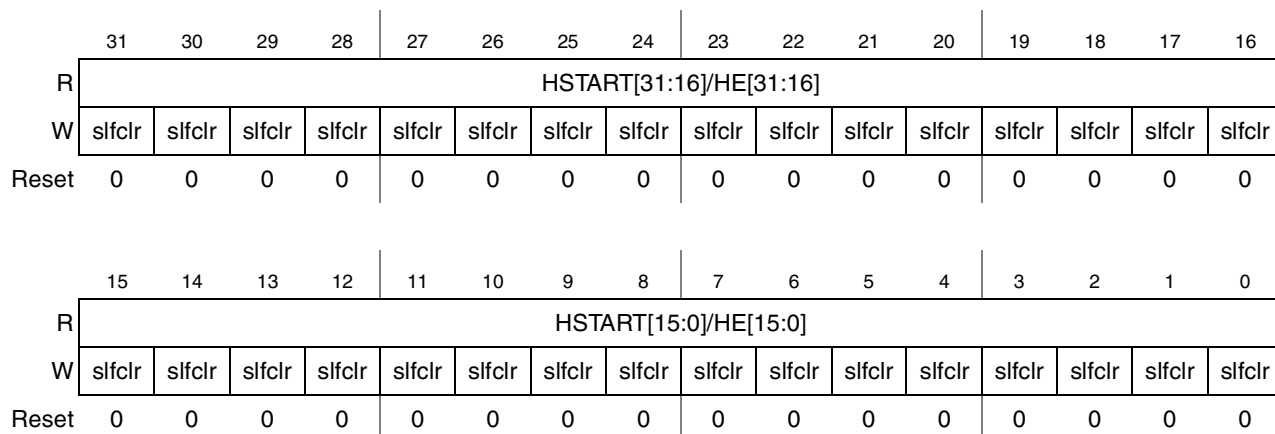 31 30 29 28 27 26 25 24 23 22 21 20 19 18 17 16
R HSTART[31:16]/HE[31:16]
W slfclr slfclr slfclr slfclr slfclr slfclr slfclr slfclr slfclr slfclr slfclr slfclr slfclr slfclr slfclr slfclr
Reset 0 0 0 0 0 0 0 0 0 0 0 0 0 0 0 0
15 14 13 12 11 10 9 8 7 6 5 4 3 2 1 0
R HSTART[15:0]/HE[15:0]
W slfclr slfclr slfclr slfclr slfclr slfclr slfclr slfclr slfclr slfclr slfclr slfclr slfclr slfclr slfclr slfclr
Reset 0 0 0 0 0 0 0 0 0 0 0 0 0 0 0 0